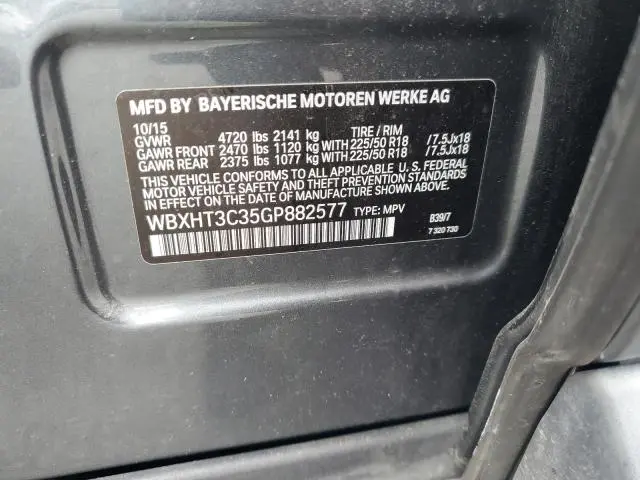 MFD BY BAYERISCHE MOTOREN WERKE AG
10/15 TIRE / RIM
GVWR 4720 lbs 2141 kg
GAWR FRONT 2470 lbs 1120 kg WITH 225/50 R18 /7.5Jx18
GAWR REAR 2375 lbs 1077 kg WITH 225/50 R18 /7.5Jx18
THIS VEHICLE CONFORMS TO ALL APPLICABLE U.S. FEDERAL
MOTOR VEHICLE SAFETY, BUMPER AND THEFT PREVENTION STANDARDS
IN EFFECT ON THE DATE OF MANUFACTURE SHOWN ABOVE.
WBXHT3C35GP882577 TYPE: MPV B39/7
7 320 730